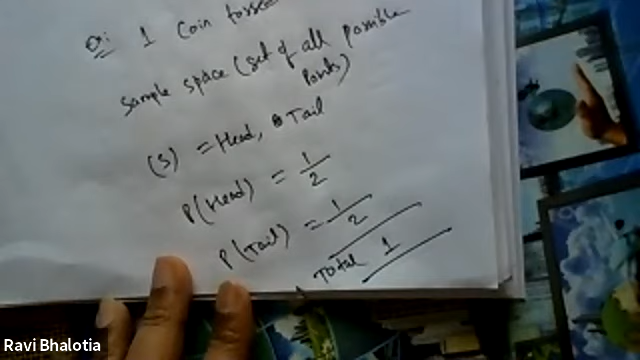 Ex: 1 Coin tossed
Sample space (set of all possible
Points)
(S) = Head, Tail
P(Head) = 1/2
P(Tail) = 1/2
Total 1
Ravi Bhalotia